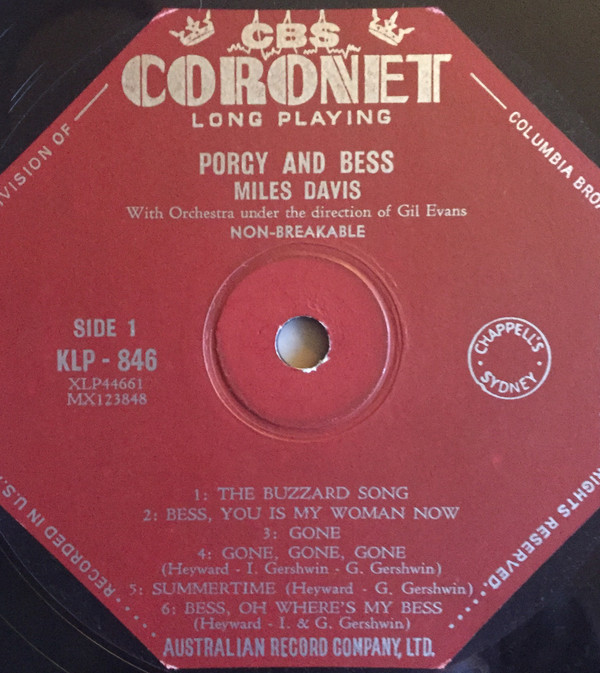 CBS
CORONET
LONG PLAYING
PORGY AND BESS
MILES DAVIS
With Orchestra under the direction of Gil Evans
NON-BREAKABLE
SIDE 1
KLP - 846
XLP44661
MX123848
CHAPPELL'S
SYDNEY
1: THE BUZZARD SONG
2: BESS, YOU IS MY WOMAN NOW
3: GONE
4: GONE, GONE, GONE
(Heyward - I. Gershwin - G. Gershwin)
5: SUMMERTIME (Heyward - G. Gershwin)
6: BESS, OH WHERE'S MY BESS
(Heyward - I. & G. Gershwin)
AUSTRALIAN RECORD COMPANY, LTD.
OF
COLUMBIA
RECORDED IN U.S.
RESERVED.